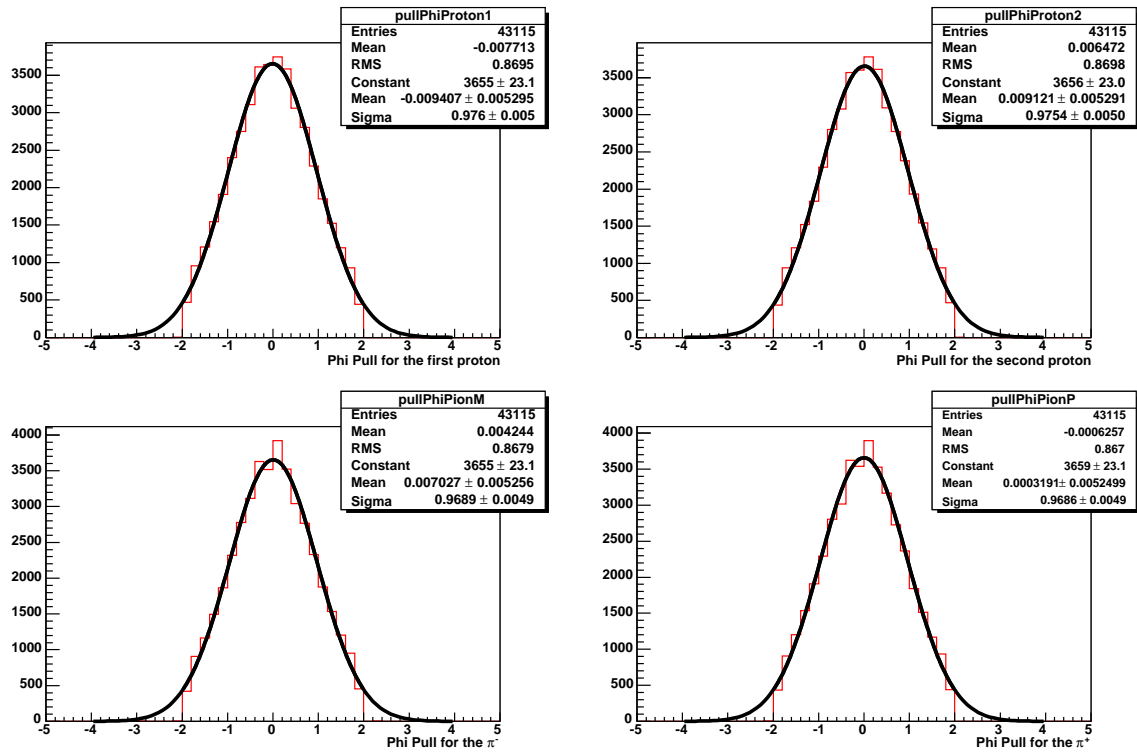 pullPhiProton1
Entries 43115
Mean -0.007713
RMS 0.8695
Constant 3655 ± 23.1
Mean -0.009407 ± 0.005295
Sigma 0.976 ± 0.005
3500
3000
2500
2000
1500
1000
500
0
-5 -4 -3 -2 -1 0 1 2 3 4 5
Phi Pull for the first proton
pullPhiProton2
Entries 43115
Mean 0.006472
RMS 0.8698
Constant 3656 ± 23.0
Mean 0.009121 ± 0.005291
Sigma 0.9754 ± 0.0050
3500
3000
2500
2000
1500
1000
500
0
-5 -4 -3 -2 -1 0 1 2 3 4 5
Phi Pull for the second proton
pullPhiPionM
Entries 43115
Mean 0.004244
RMS 0.8679
Constant 3655 ± 23.1
Mean 0.007027 ± 0.005256
Sigma 0.9689 ± 0.0049
4000
3500
3000
2500
2000
1500
1000
500
0
-5 -4 -3 -2 -1 0 1 2 3 4 5
Phi Pull for the π⁻
pullPhiPionP
Entries 43115
Mean -0.0006257
RMS 0.867
Constant 3659 ± 23.1
Mean 0.0003191± 0.0052499
Sigma 0.9686 ± 0.0049
4000
3500
3000
2500
2000
1500
1000
500
0
-5 -4 -3 -2 -1 0 1 2 3 4 5
Phi Pull for the π⁺